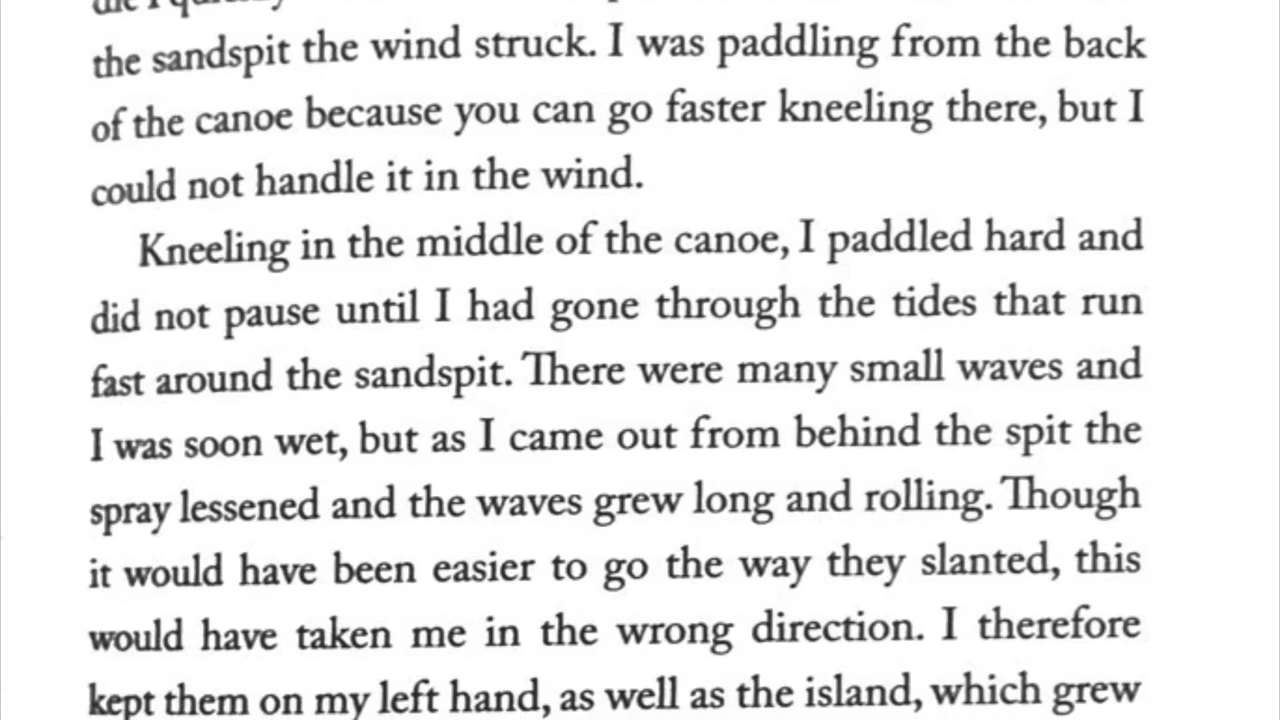 the sandspit the wind struck. I was paddling from the back
of the canoe because you can go faster kneeling there, but I
could not handle it in the wind.
Kneeling in the middle of the canoe, I paddled hard and
did not pause until I had gone through the tides that run
fast around the sandspit. There were many small waves and
I was soon wet, but as I came out from behind the spit the
spray lessened and the waves grew long and rolling. Though
it would have been easier to go the way they slanted, this
would have taken me in the wrong direction. I therefore
kept them on my left hand, as well as the island, which grew